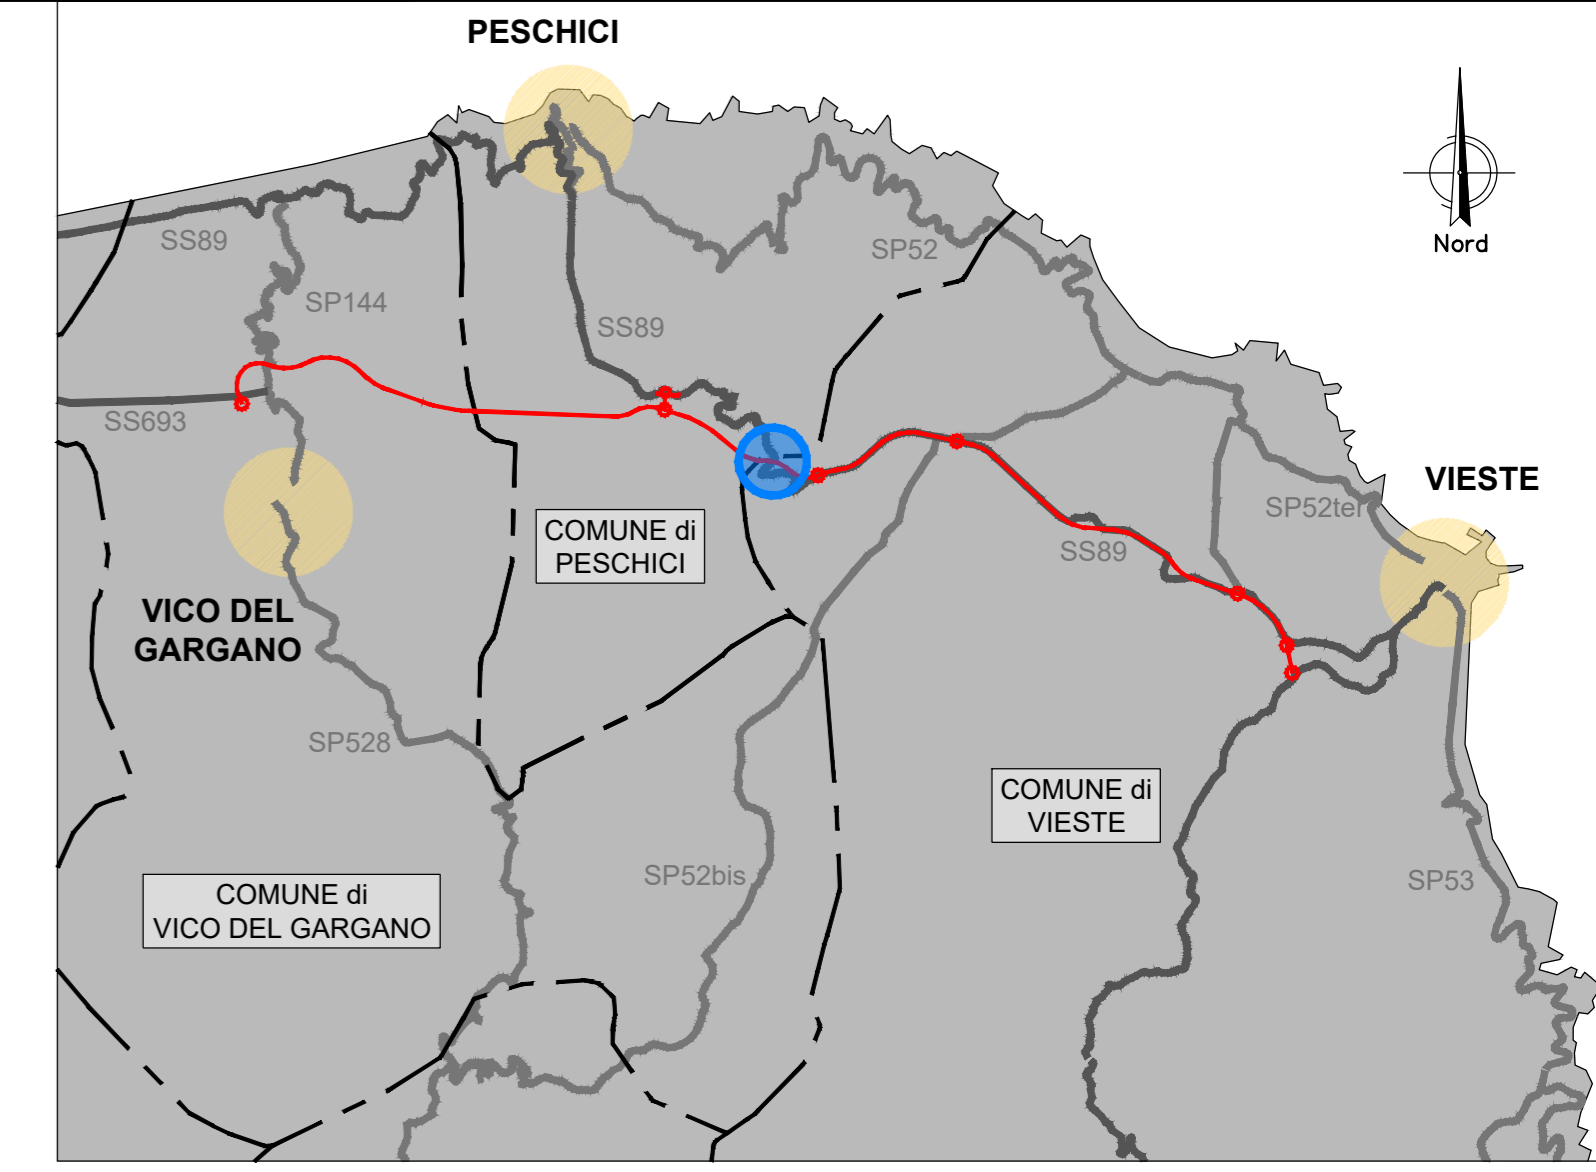 PESCHICI
Nord
SS89
SP52
SP144
SS89
SS693
VIESTE
SP52ter
COMUNE di
PESCHICI
SS89
VICO DEL
GARGANO
SP528
COMUNE di
VIESTE
SP52bis
SP53
COMUNE di
VICO DEL GARGANO